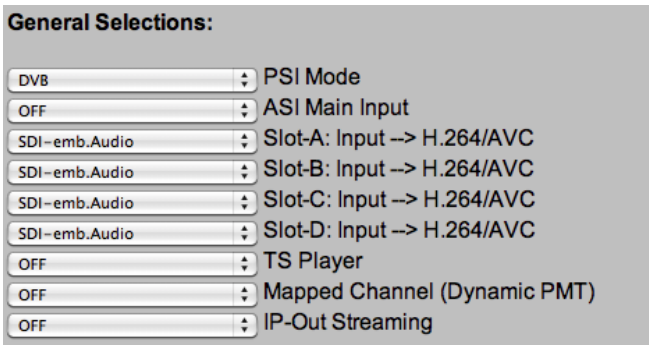 General Selections:
DVB PSI Mode
OFF ASI Main Input
SDI-emb.Audio Slot-A: Input --> H.264/AVC
SDI-emb.Audio Slot-B: Input --> H.264/AVC
SDI-emb.Audio Slot-C: Input --> H.264/AVC
SDI-emb.Audio Slot-D: Input --> H.264/AVC
OFF TS Player
OFF Mapped Channel (Dynamic PMT)
OFF IP-Out Streaming